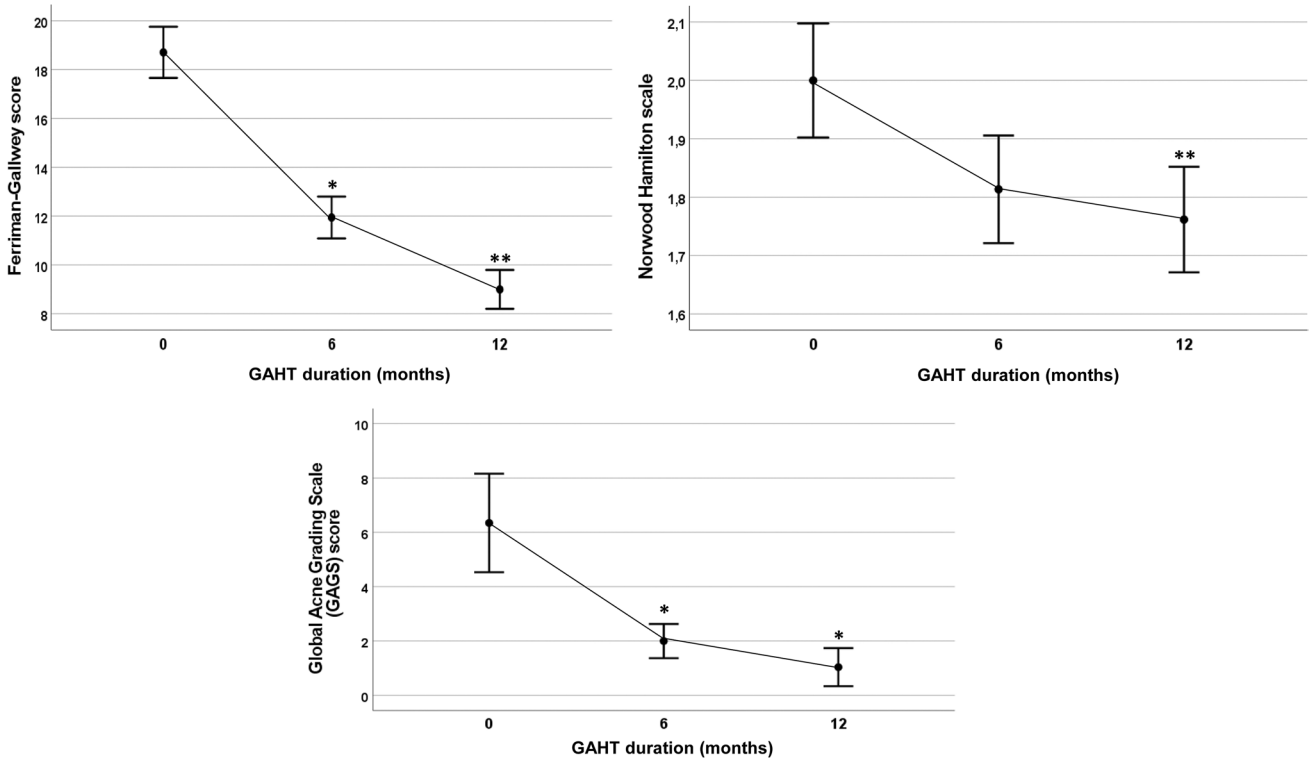 Ferriman-Gallwey score
20
18
16
14
12
10
8
*
**
0 6 12
GAHT duration (months)
Norwood Hamilton scale
2,1
2,0
1,9
1,8
1,7
1,6
**
0 6 12
GAHT duration (months)
Global Acne Grading Scale
(GAGS) score
10
8
6
4
2
0
*
*
0 6 12
GAHT duration (months)